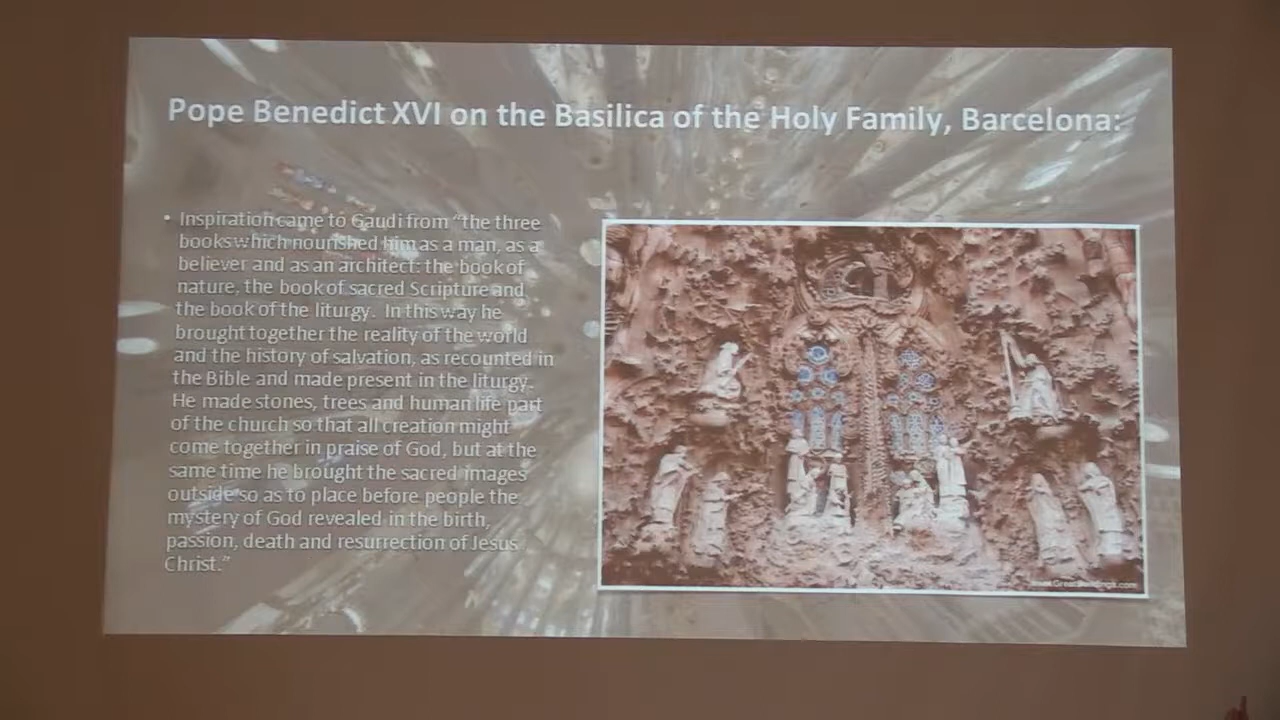 Pope Benedict XVI on the Basilica of the Holy Family, Barcelona:
• Inspiration came to Gaudi from “the three
books which nourished him as a man, as a
believer and as an architect: the book of
nature, the book of sacred Scripture and
the book of the liturgy. In this way he
brought together the reality of the world
and the history of salvation, as recounted in
the Bible and made present in the liturgy.
He made stones, trees and human life part
of the church so that all creation might
come together in praise of God, but at the
same time he brought the sacred images
outside so as to place before people the
mystery of God revealed in the birth,
passion, death and resurrection of Jesus
Christ.”